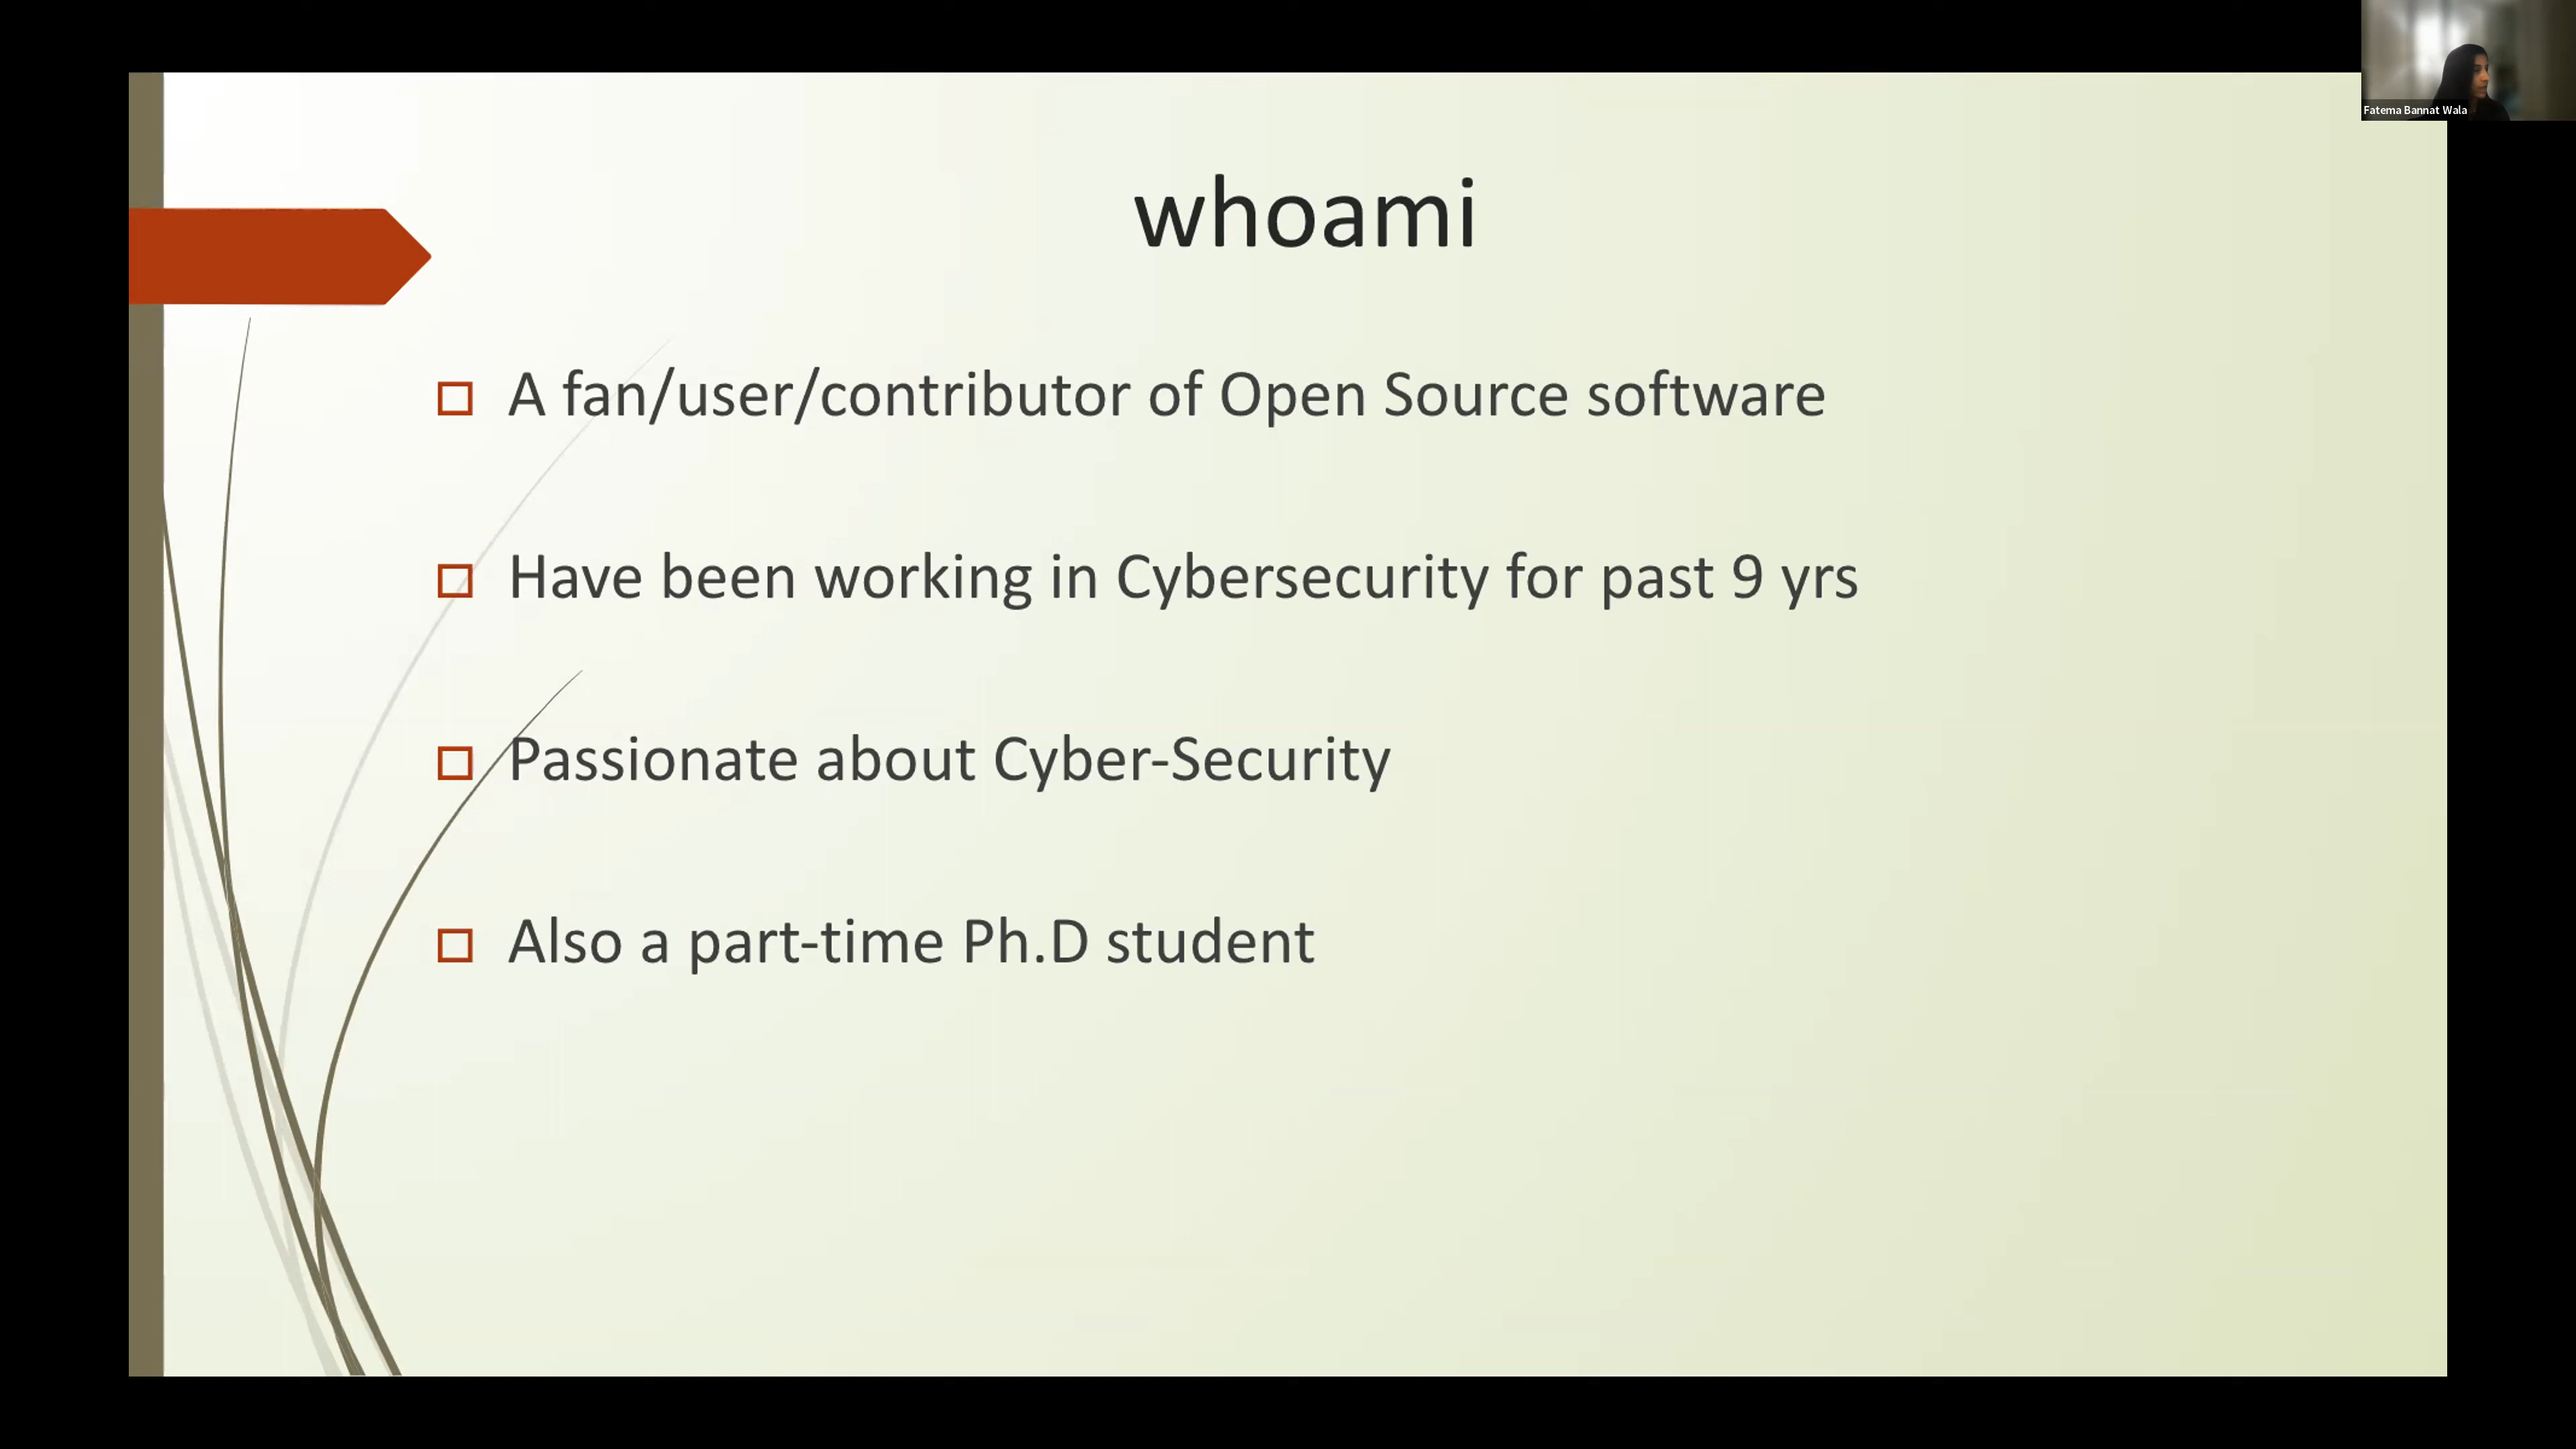 Fatema Bannat Wala
whoami
A fan/user/contributor of Open Source software
Have been working in Cybersecurity for past 9 yrs
Passionate about Cyber-Security
Also a part-time Ph.D student